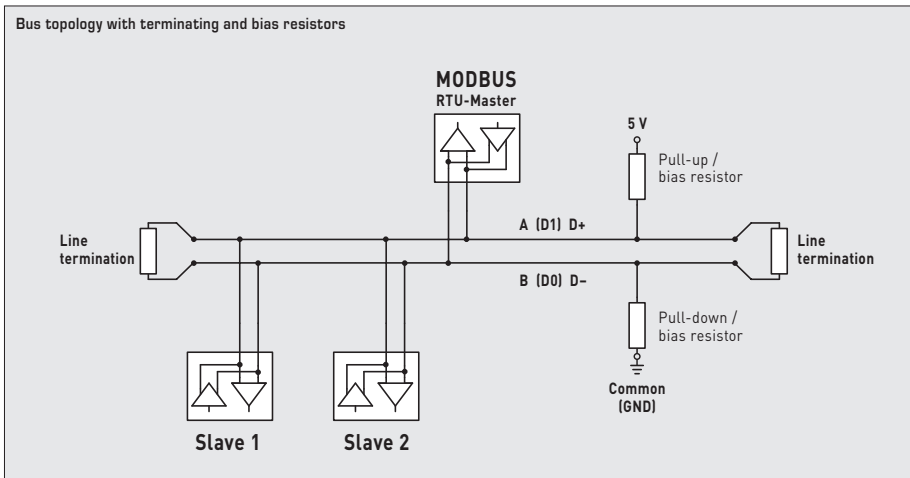 Bus topology with terminating and bias resistors
MODBUS
RTU-Master
5 V
Pull-up /
bias resistor
A (D1) D+
Line
termination
Line
termination
B (D0) D–
Pull-down /
bias resistor
Common
(GND)
Slave 1
Slave 2